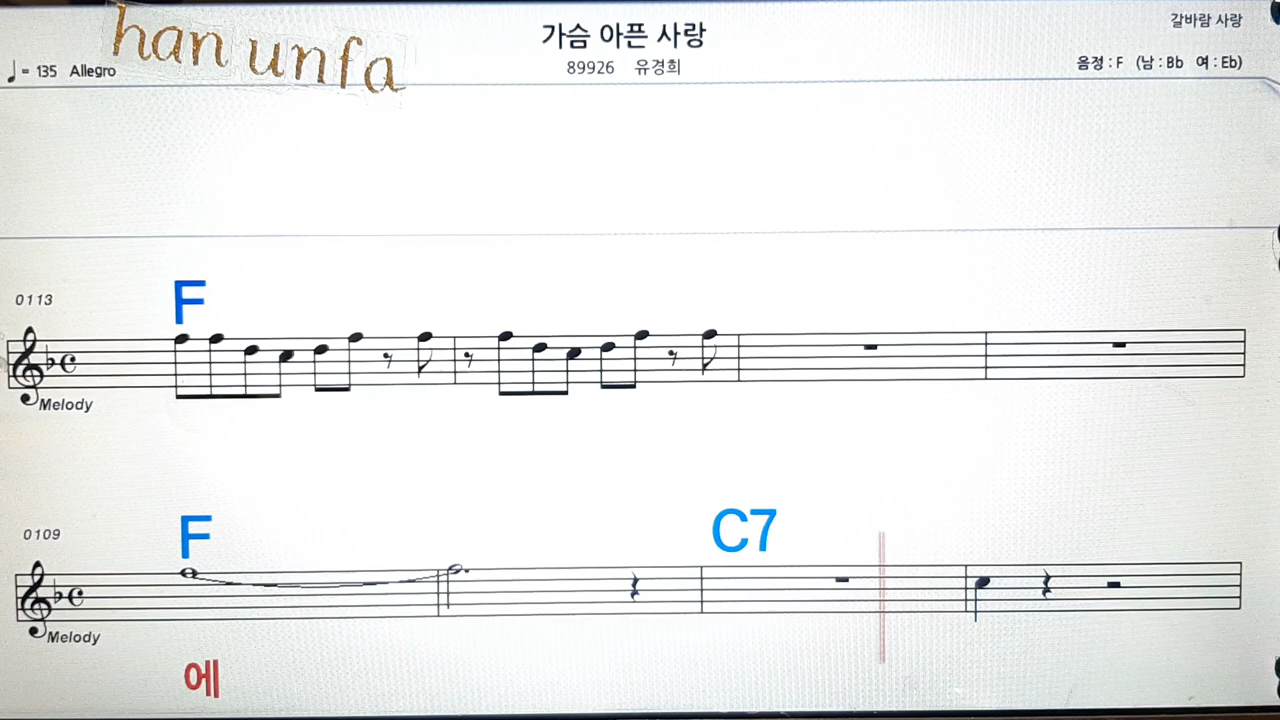 han unfa
가슴 아픈 사랑
갈바람 사랑
♩= 135 Allegro
89926 유경희
음정 : F (남 : Bb 여 : Eb)
F
0113
Melody
F
C7
0109
Melody
에